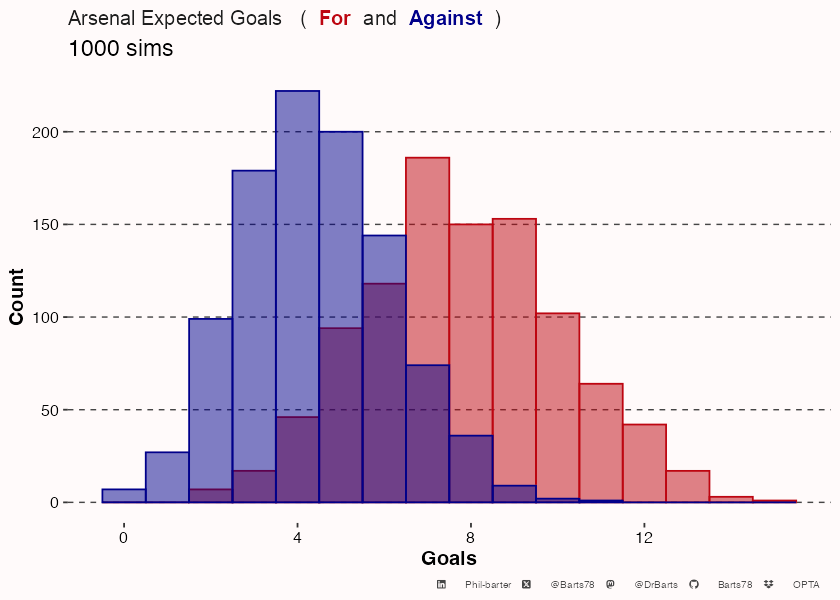 Arsenal Expected Goals ( For and Against )
1000 sims
200
150
100
50
0
Count
0 4 8 12
Goals
Phil-barter @Barts78 @DrBarts Barts78 OPTA